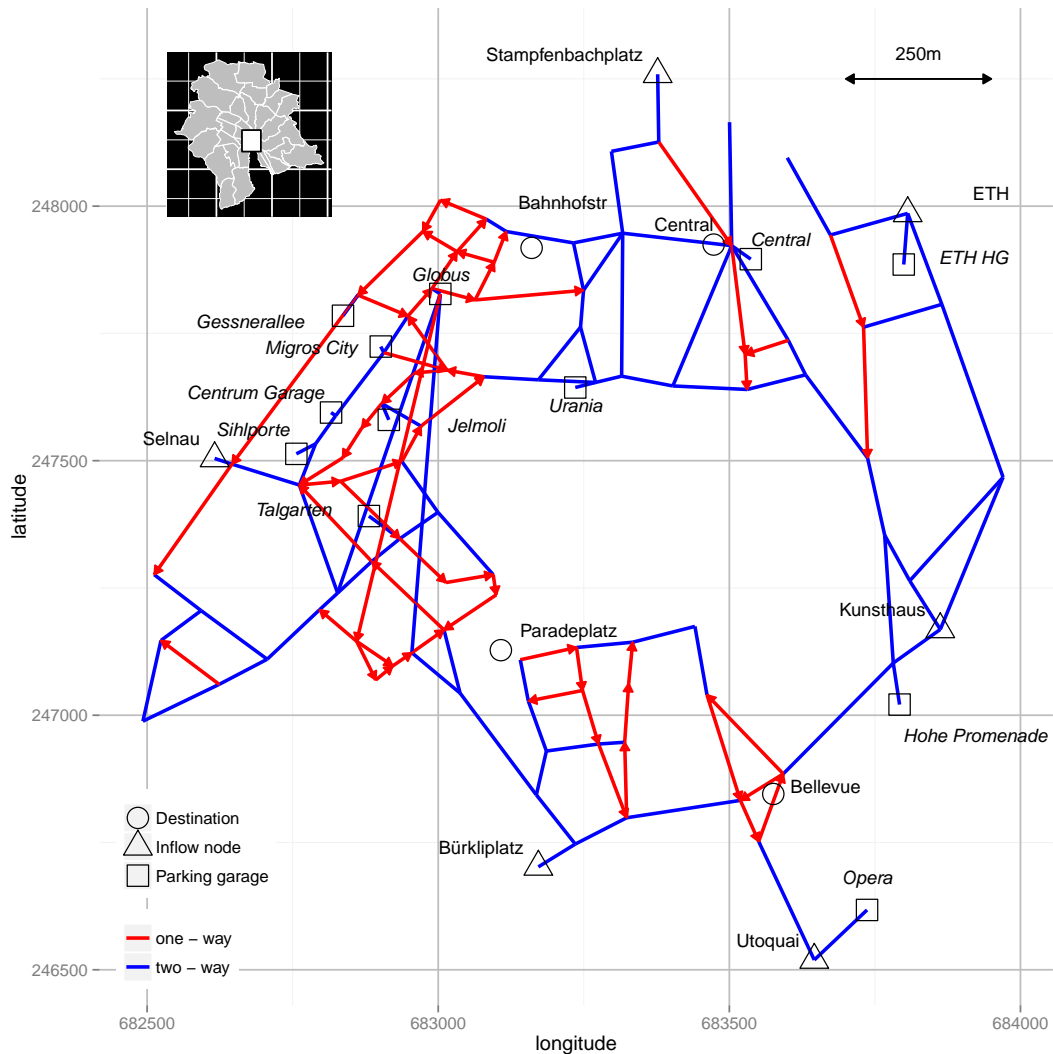 Stampfenbachplatz
250m
ETH
Bahnhofstr
Central
Central
ETH HG
Globus
Gessnerallee
Migros City
Centrum Garage
Urania
Sihlporte
Jelmoli
Selnau
Talgarten
Kunsthaus
Paradeplatz
Hohe Promenade
Bellevue
Bürkliplatz
Opera
Utoquai
Destination
Inflow node
Parking garage
one − way
two − way
latitude
248000
247500
247000
246500
682500
683000
683500
684000
longitude